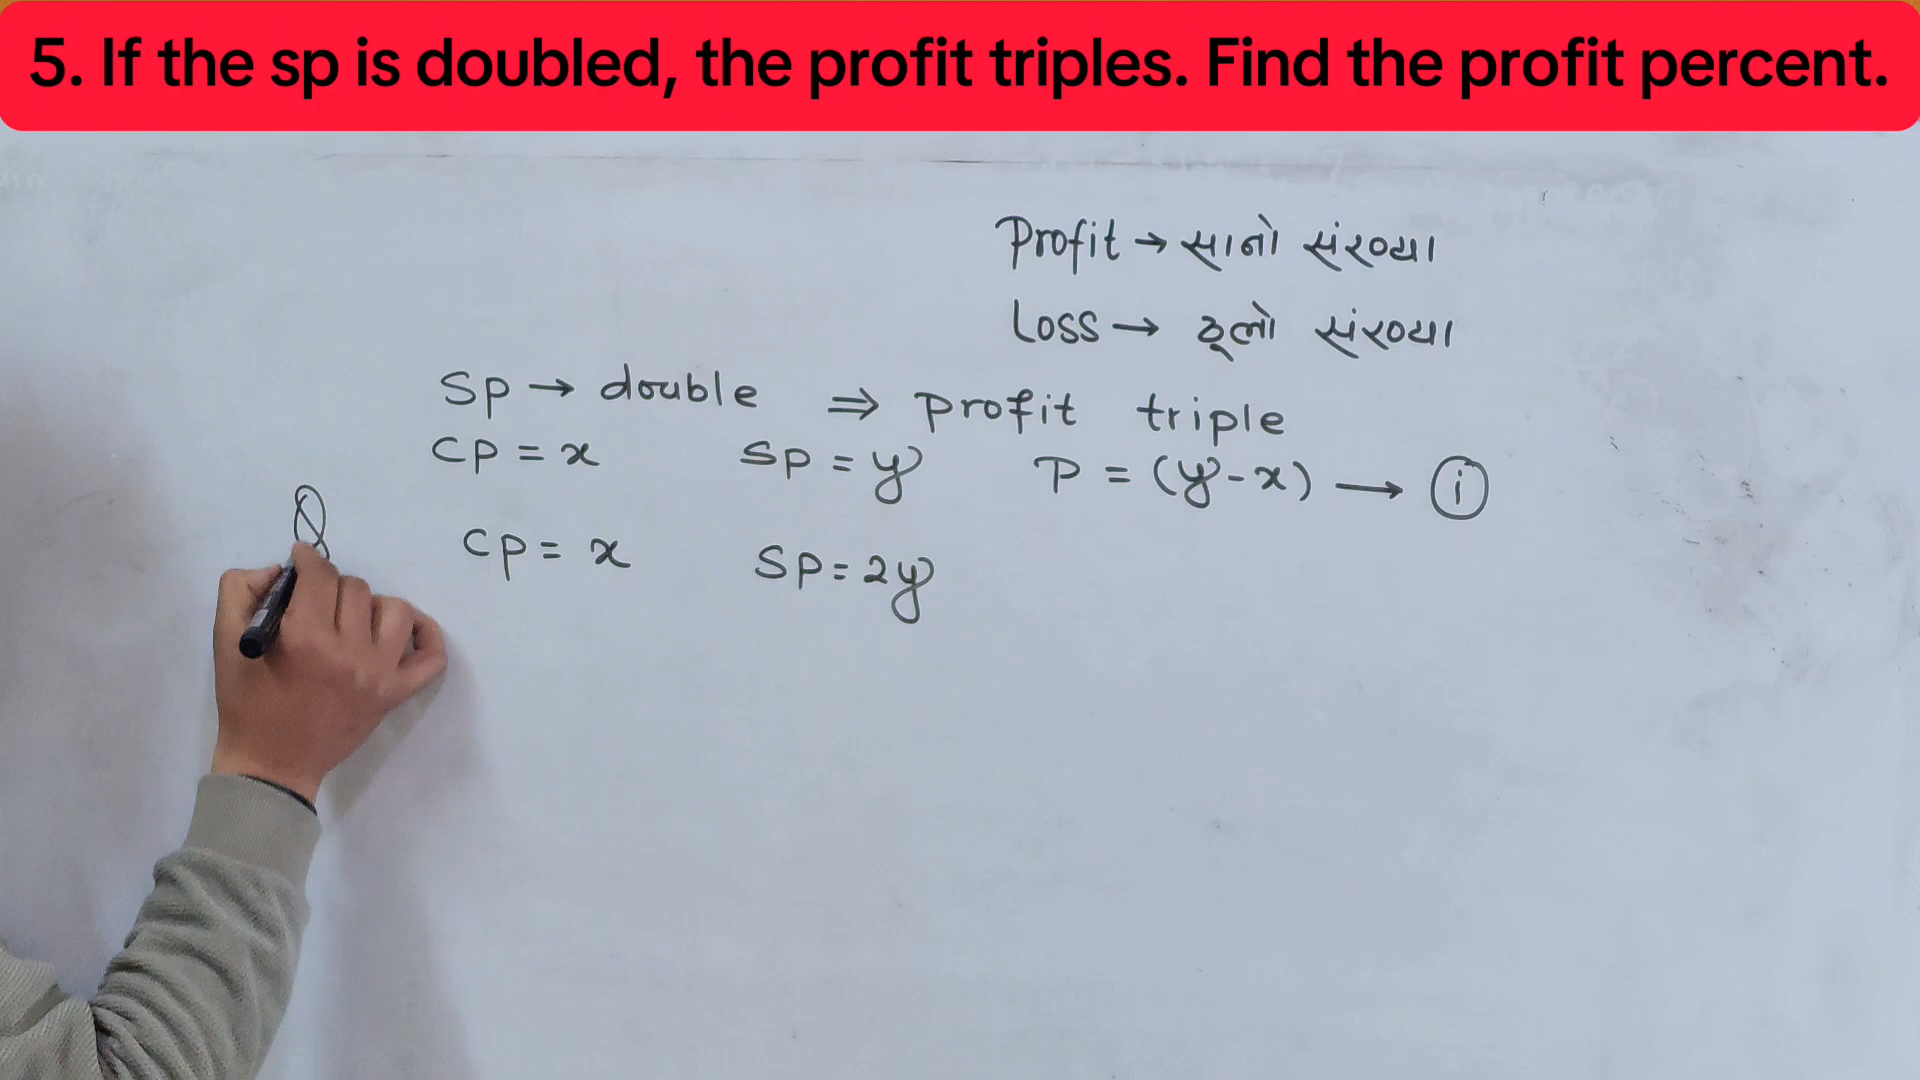 5. If the sp is doubled, the profit triples. Find the profit percent.
Profit → सानो संख्या
Loss → ठूलो संख्या
SP → double ⇒ profit triple
CP = x SP = y P = (y-x) → (i)
CP = x SP = 2y